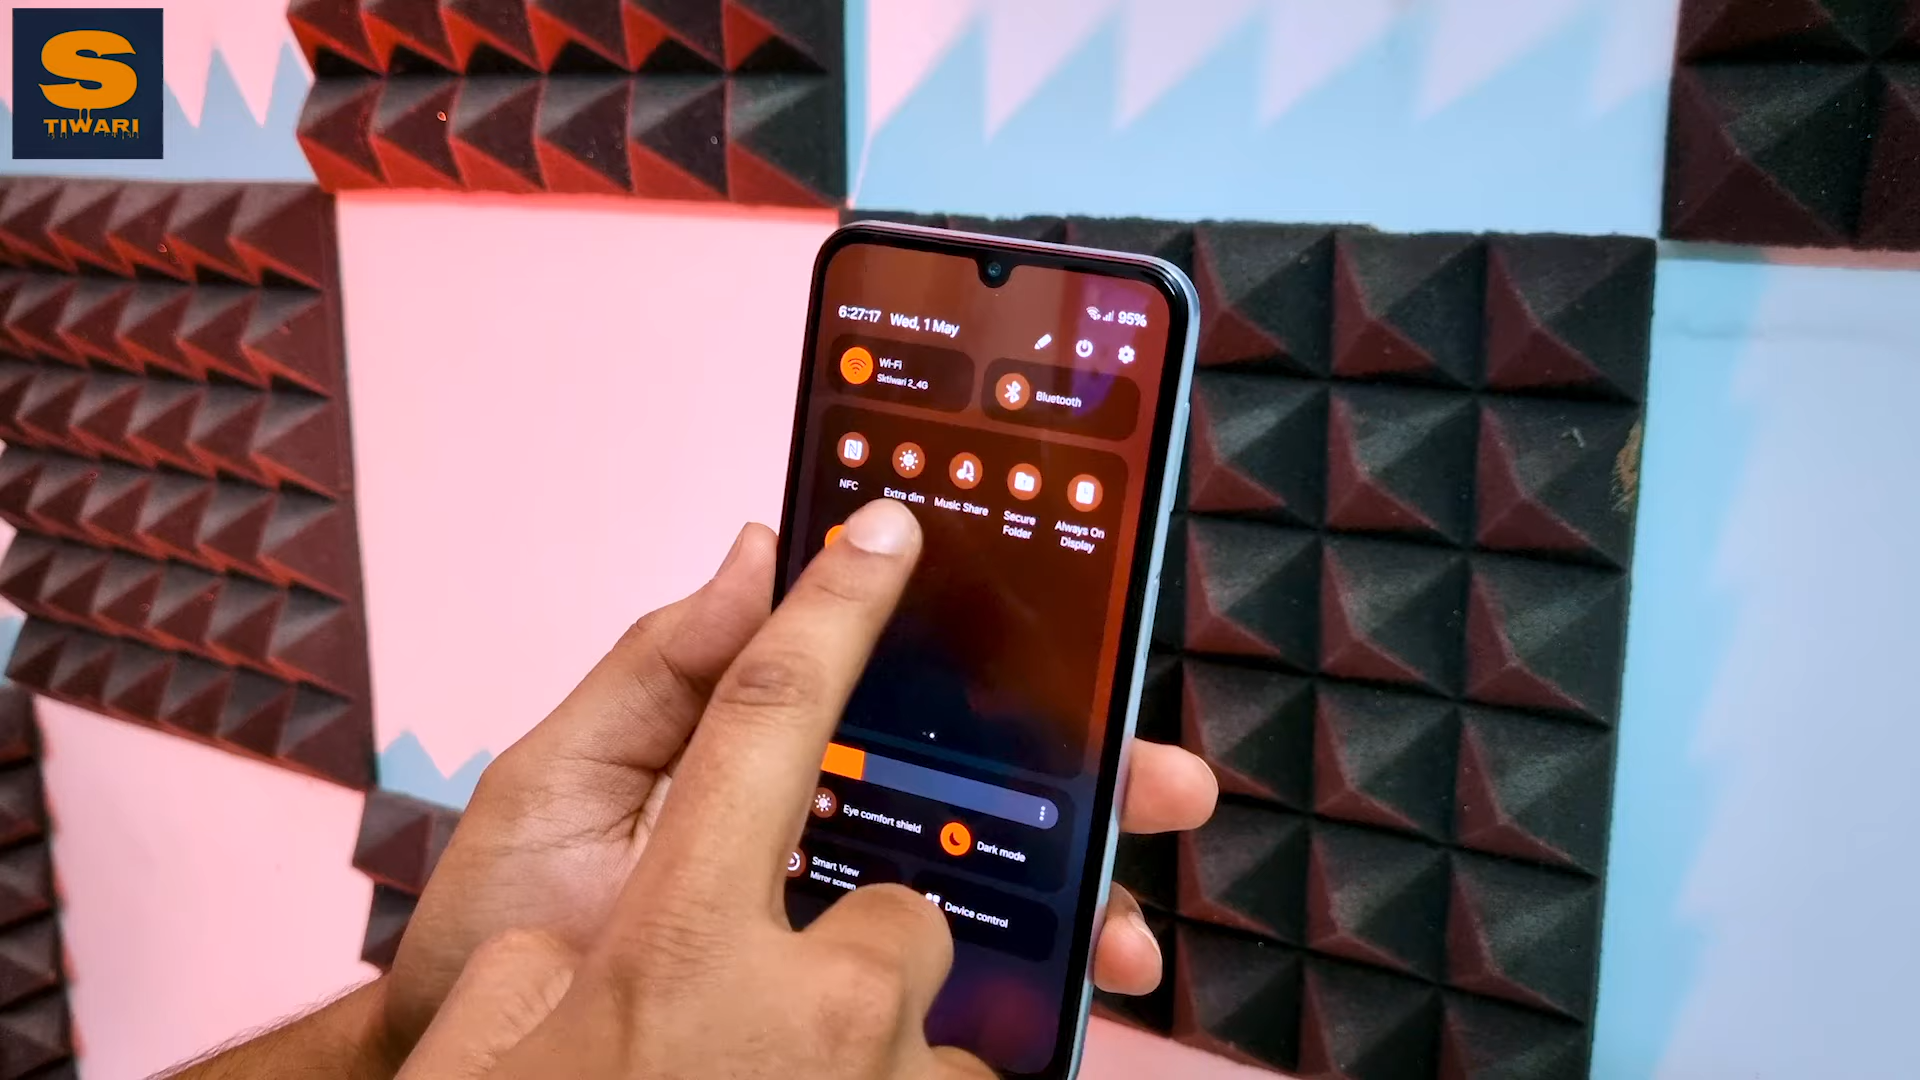 S
TIWARI
6:27:17 Wed, 1 May
95%
Wi-Fi
Sktiwari 2_4G
Bluetooth
NFC
Extra dim
Music Share
Secure
Folder
Always On
Display
Eye comfort shield
Dark mode
Smart View
Mirror screen
Device control